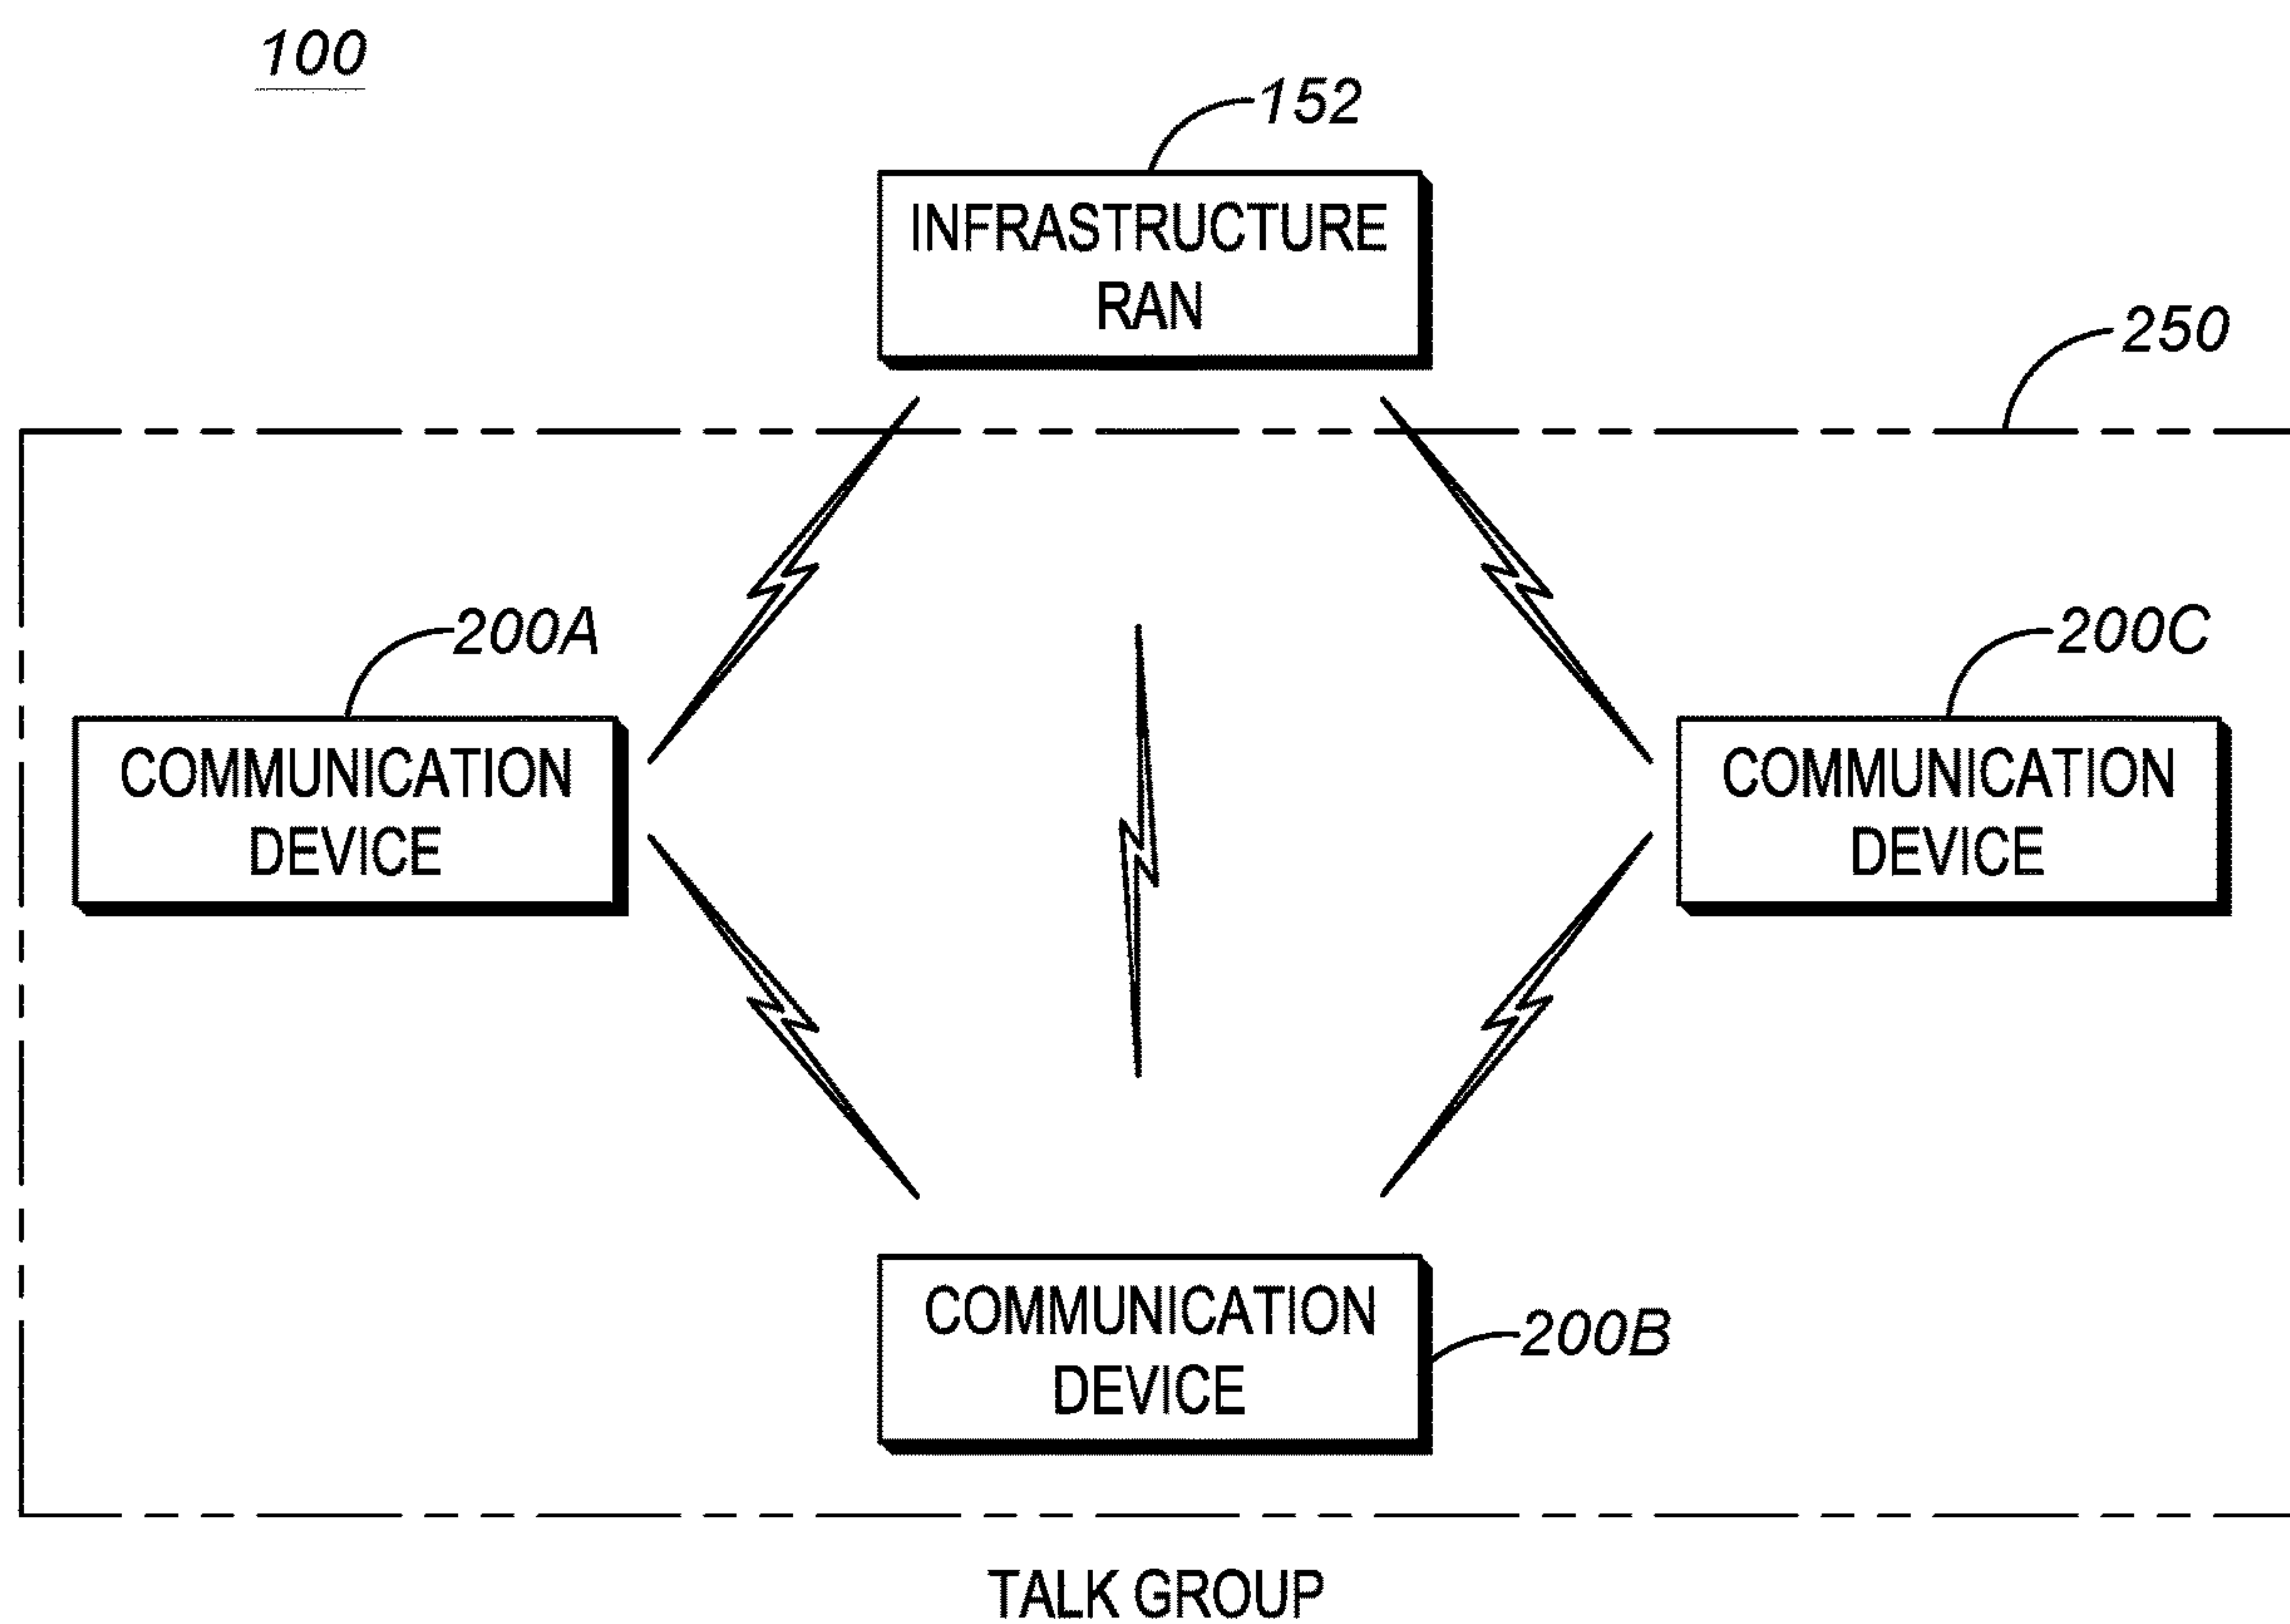 100
152
INFRASTRUCTURE
RAN
250
200A
200C
COMMUNICATION
DEVICE
COMMUNICATION
DEVICE
COMMUNICATION
DEVICE
200B
TALK GROUP